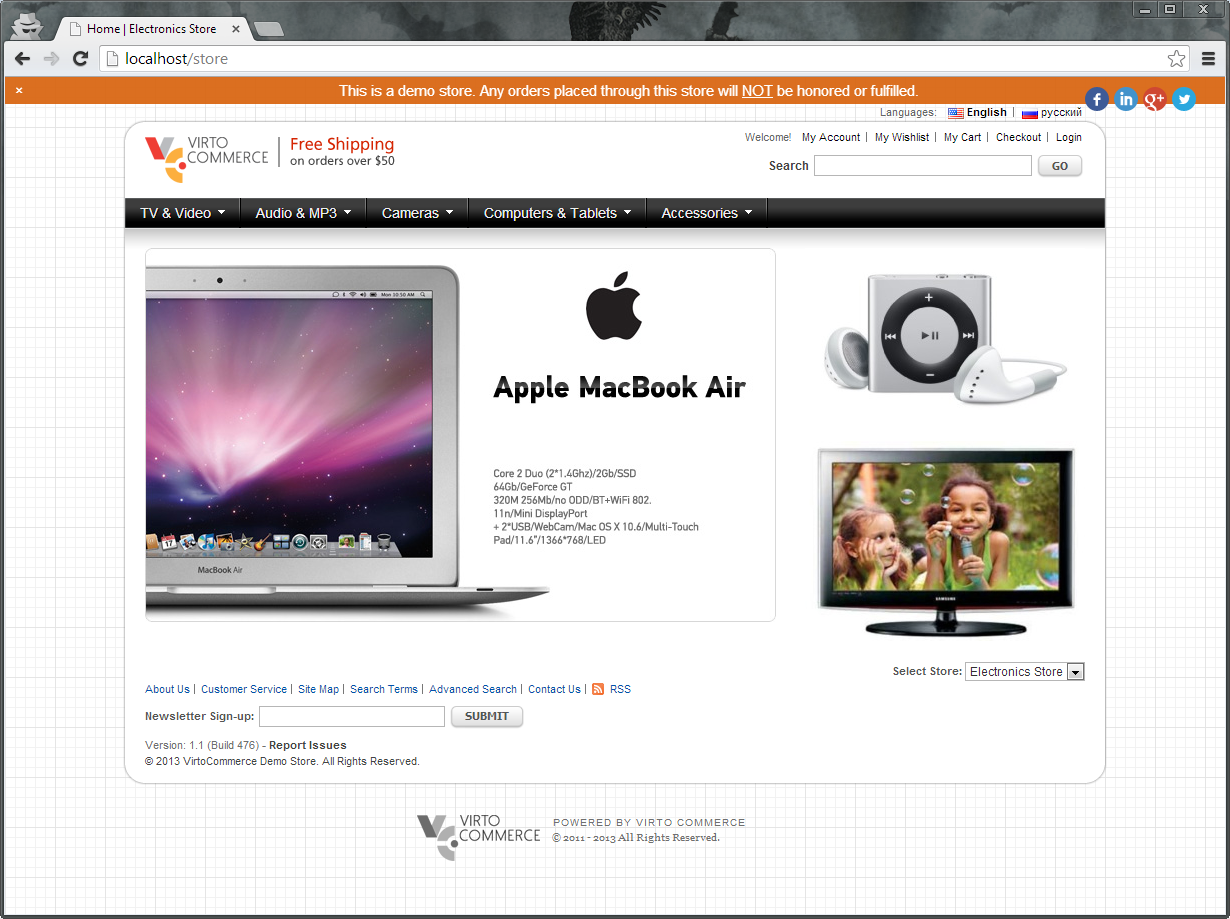 Home | Electronics Store
localhost/store
This is a demo store. Any orders placed through this store will NOT be honored or fulfilled.
Languages: English | русский
VIRTO COMMERCE
Free Shipping
on orders over $50
Welcome! My Account | My Wishlist | My Cart | Checkout | Login
Search GO
TV & Video Audio & MP3 Cameras Computers & Tablets Accessories
Mon 10:50 AM
Apple MacBook Air
Core 2 Duo (2*1.4Ghz)/2Gb/SSD
64Gb/GeForce GT
320M 256Mb/no ODD/BT+WiFi 802.
11n/Mini DisplayPort
+ 2*USB/WebCam/Mac OS X 10.6/Multi-Touch
Pad/11.6"/1366*768/LED
17
MacBook Air
SAMSUNG
Select Store: Electronics Store
About Us | Customer Service | Site Map | Search Terms | Advanced Search | Contact Us | RSS
Newsletter Sign-up: SUBMIT
Version: 1.1 (Build 476) - Report Issues
© 2013 VirtoCommerce Demo Store. All Rights Reserved.
VIRTO COMMERCE
POWERED BY VIRTO COMMERCE
© 2011 - 2013 All Rights Reserved.